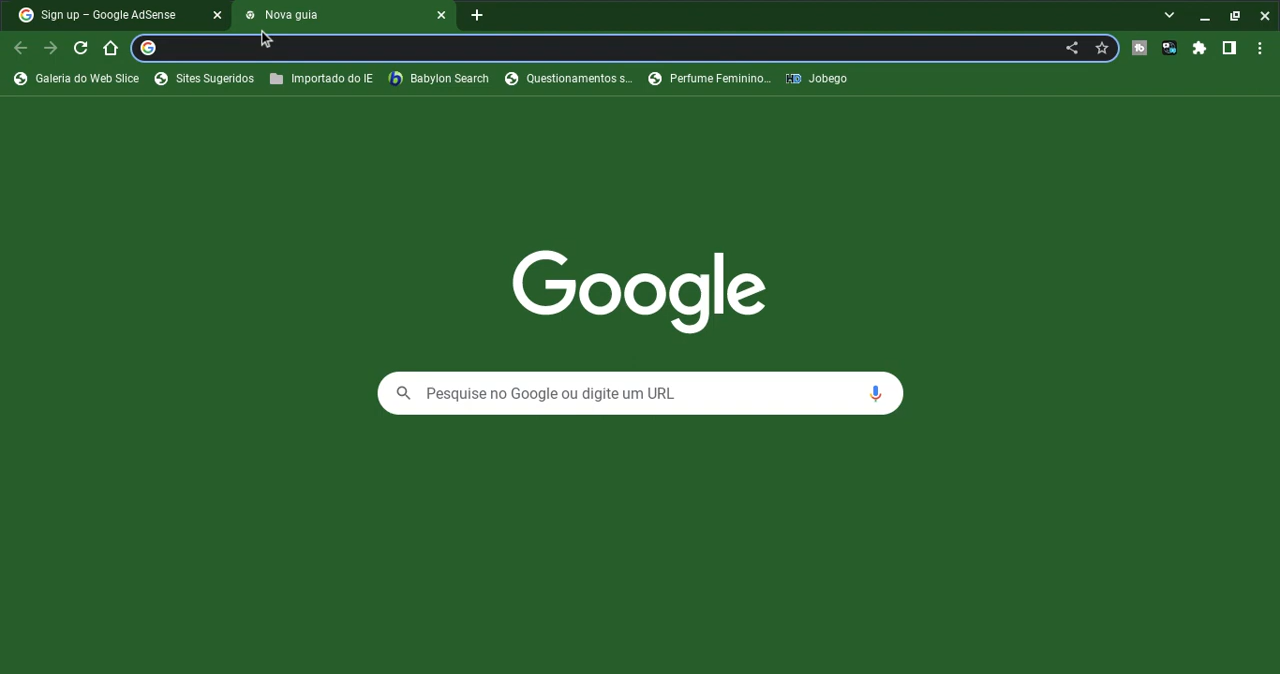 Sign up – Google AdSense
Nova guia
Galeria do Web Slice
Sites Sugeridos
Importado do IE
Babylon Search
Questionamentos s...
Perfume Feminino...
Jobego
Google
Pesquise no Google ou digite um URL